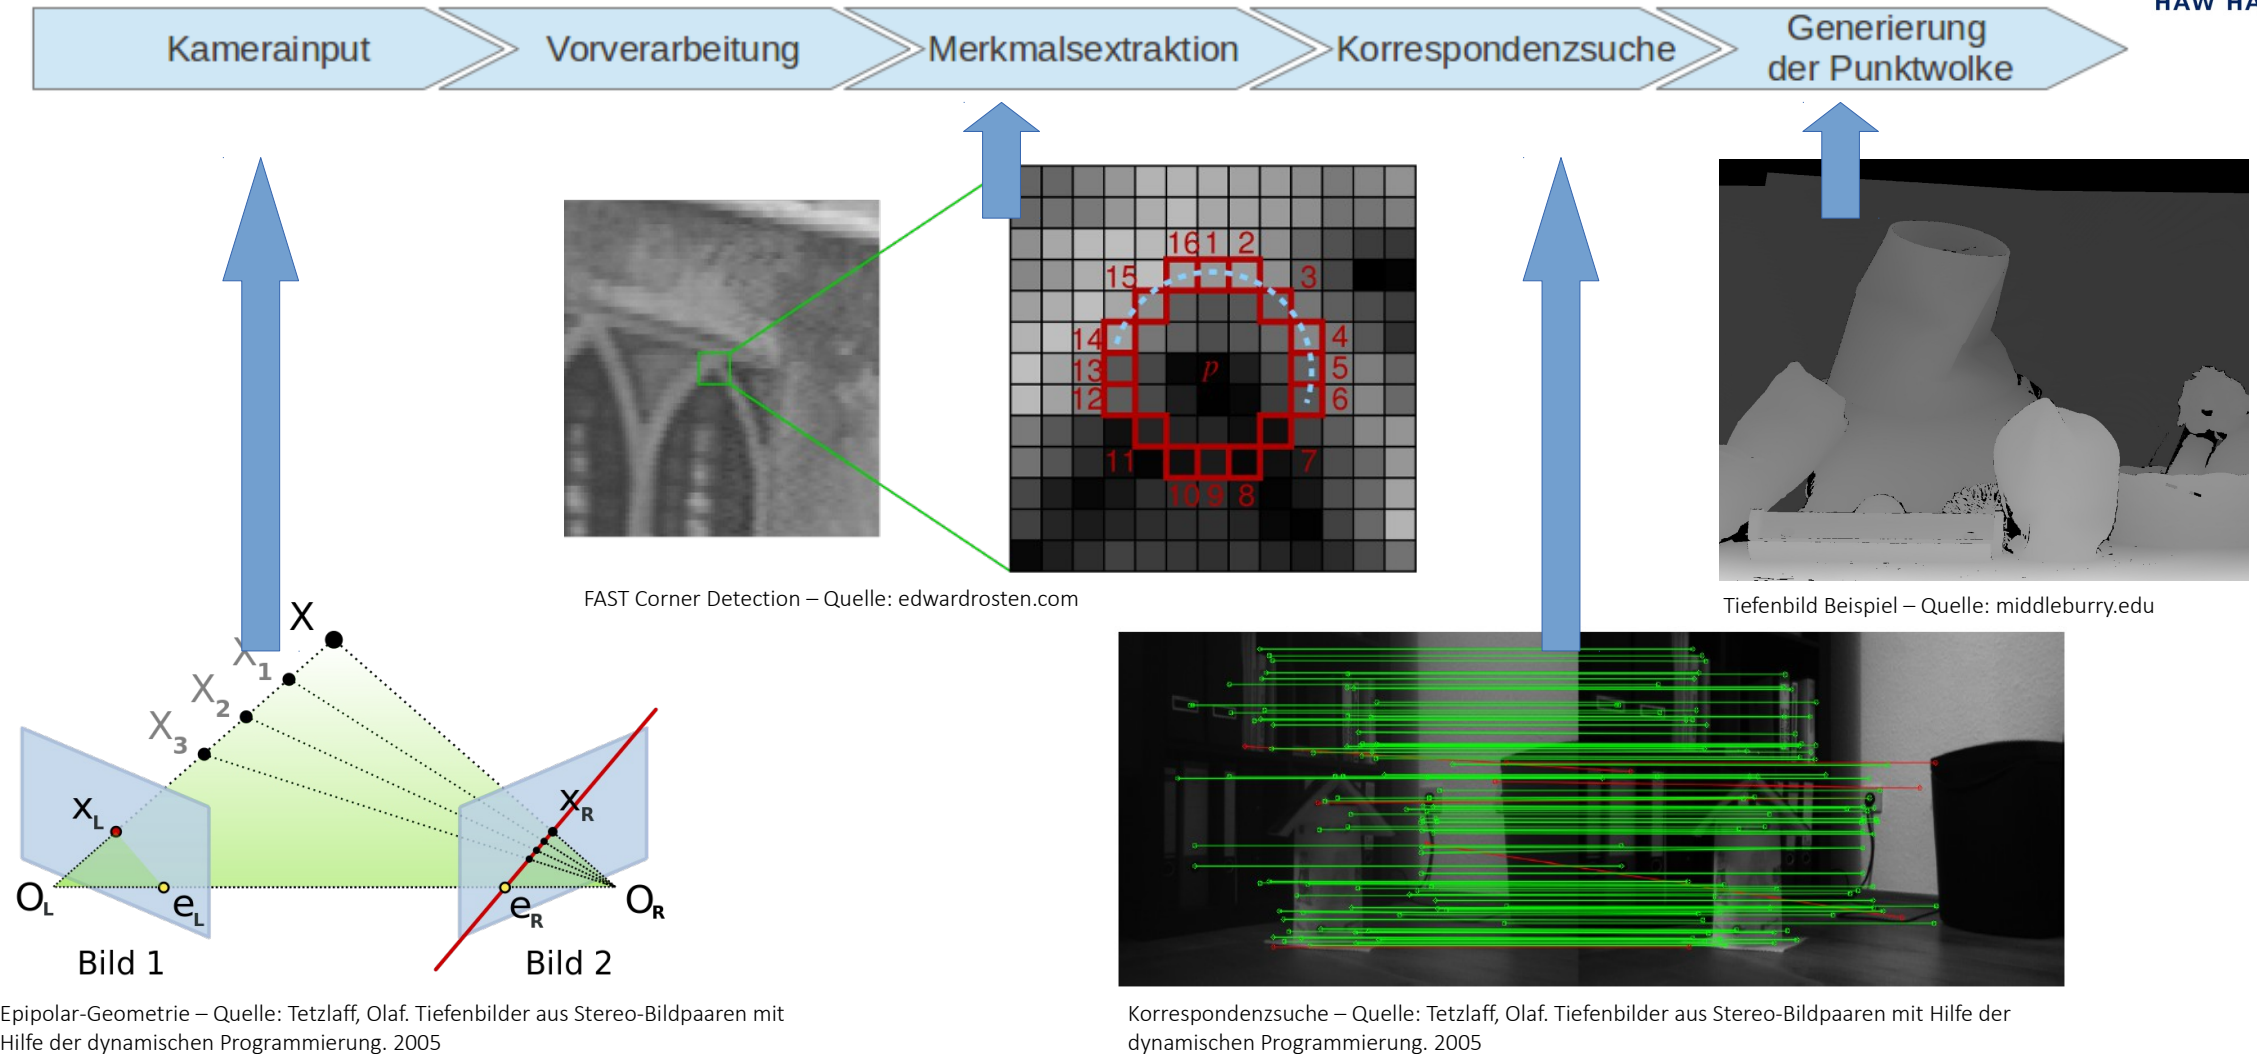 HAW HA
Kamerainput
Vorverarbeitung
Merkmalsextraktion
Korrespondenzsuche
Generierung
der Punktwolke
16 1 2
15 3
14 4
13 p 5
12 6
11 7
10 9 8
FAST Corner Detection – Quelle: edwardrosten.com
Tiefenbild Beispiel – Quelle: middleburry.edu
X
X1
X2
X3
xL
xR
OL
eL
eR
OR
Bild 1
Bild 2
Epipolar-Geometrie – Quelle: Tetzlaff, Olaf. Tiefenbilder aus Stereo-Bildpaaren mit
Hilfe der dynamischen Programmierung. 2005
Korrespondenzsuche – Quelle: Tetzlaff, Olaf. Tiefenbilder aus Stereo-Bildpaaren mit Hilfe der
dynamischen Programmierung. 2005